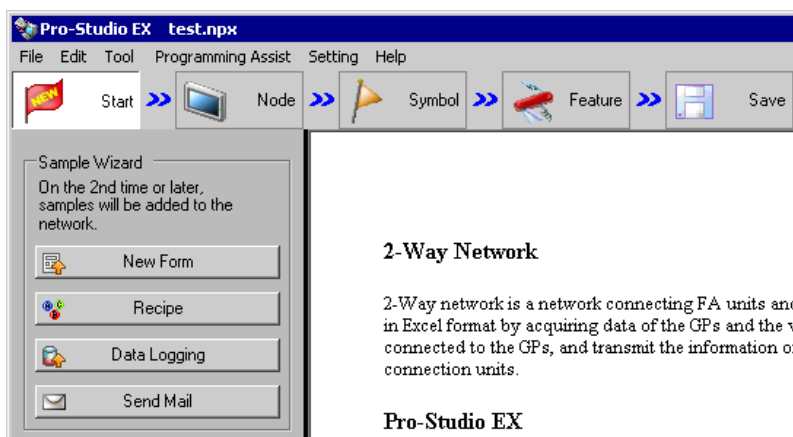 Pro-Studio EX test.npx
File Edit Tool Programming Assist Setting Help
NEW Start Node Symbol Feature Save
Sample Wizard
On the 2nd time or later,
samples will be added to the
network.
New Form
Recipe
Data Logging
Send Mail
2-Way Network
2-Way network is a network connecting FA units and
in Excel format by acquiring data of the GPs and the
connected to the GPs, and transmit the information
connection units.
Pro-Studio EX